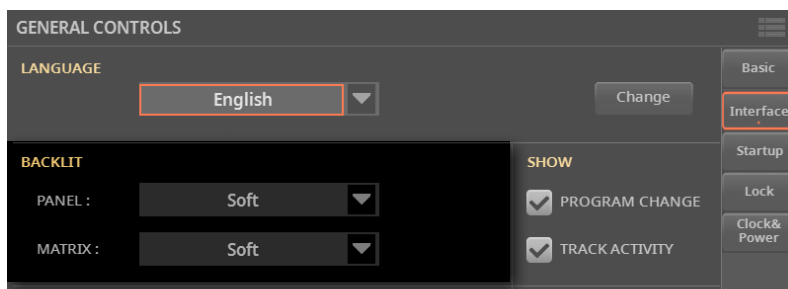 GENERAL CONTROLS
LANGUAGE
English
Change
BACKLIT
PANEL :
Soft
MATRIX :
Soft
SHOW
PROGRAM CHANGE
TRACK ACTIVITY
Basic
Interface
Startup
Lock
Clock&
Power